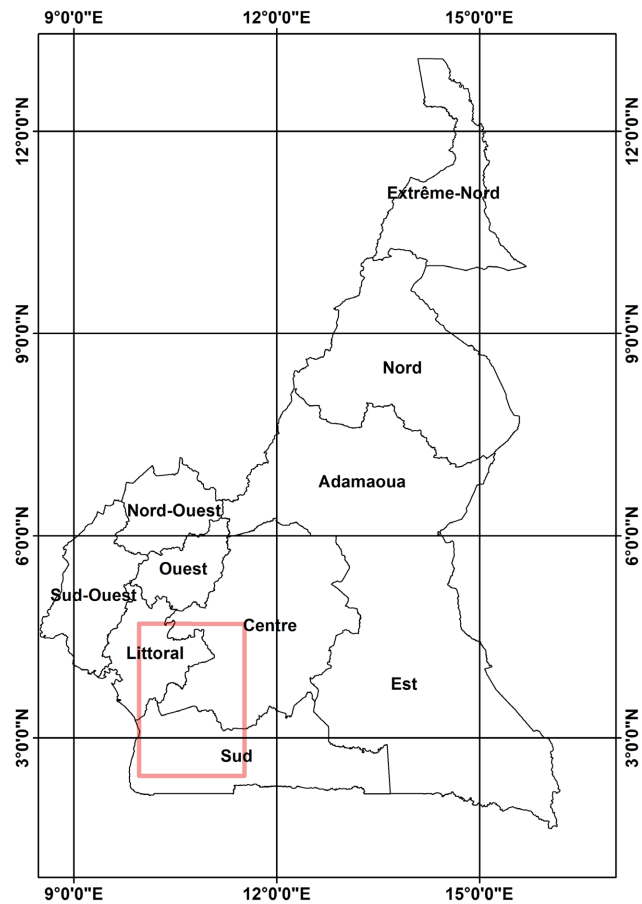 9°0'0"E 12°0'0"E 15°0'0"E
12°0'0"N 12°0'0"N
Extrême-Nord
9°0'0"N 9°0'0"N
Nord
Adamaoua
Nord-Ouest
6°0'0"N 6°0'0"N
Ouest
Sud-Ouest
Centre
Littoral
Est
3°0'0"N 3°0'0"N
Sud
9°0'0"E 12°0'0"E 15°0'0"E